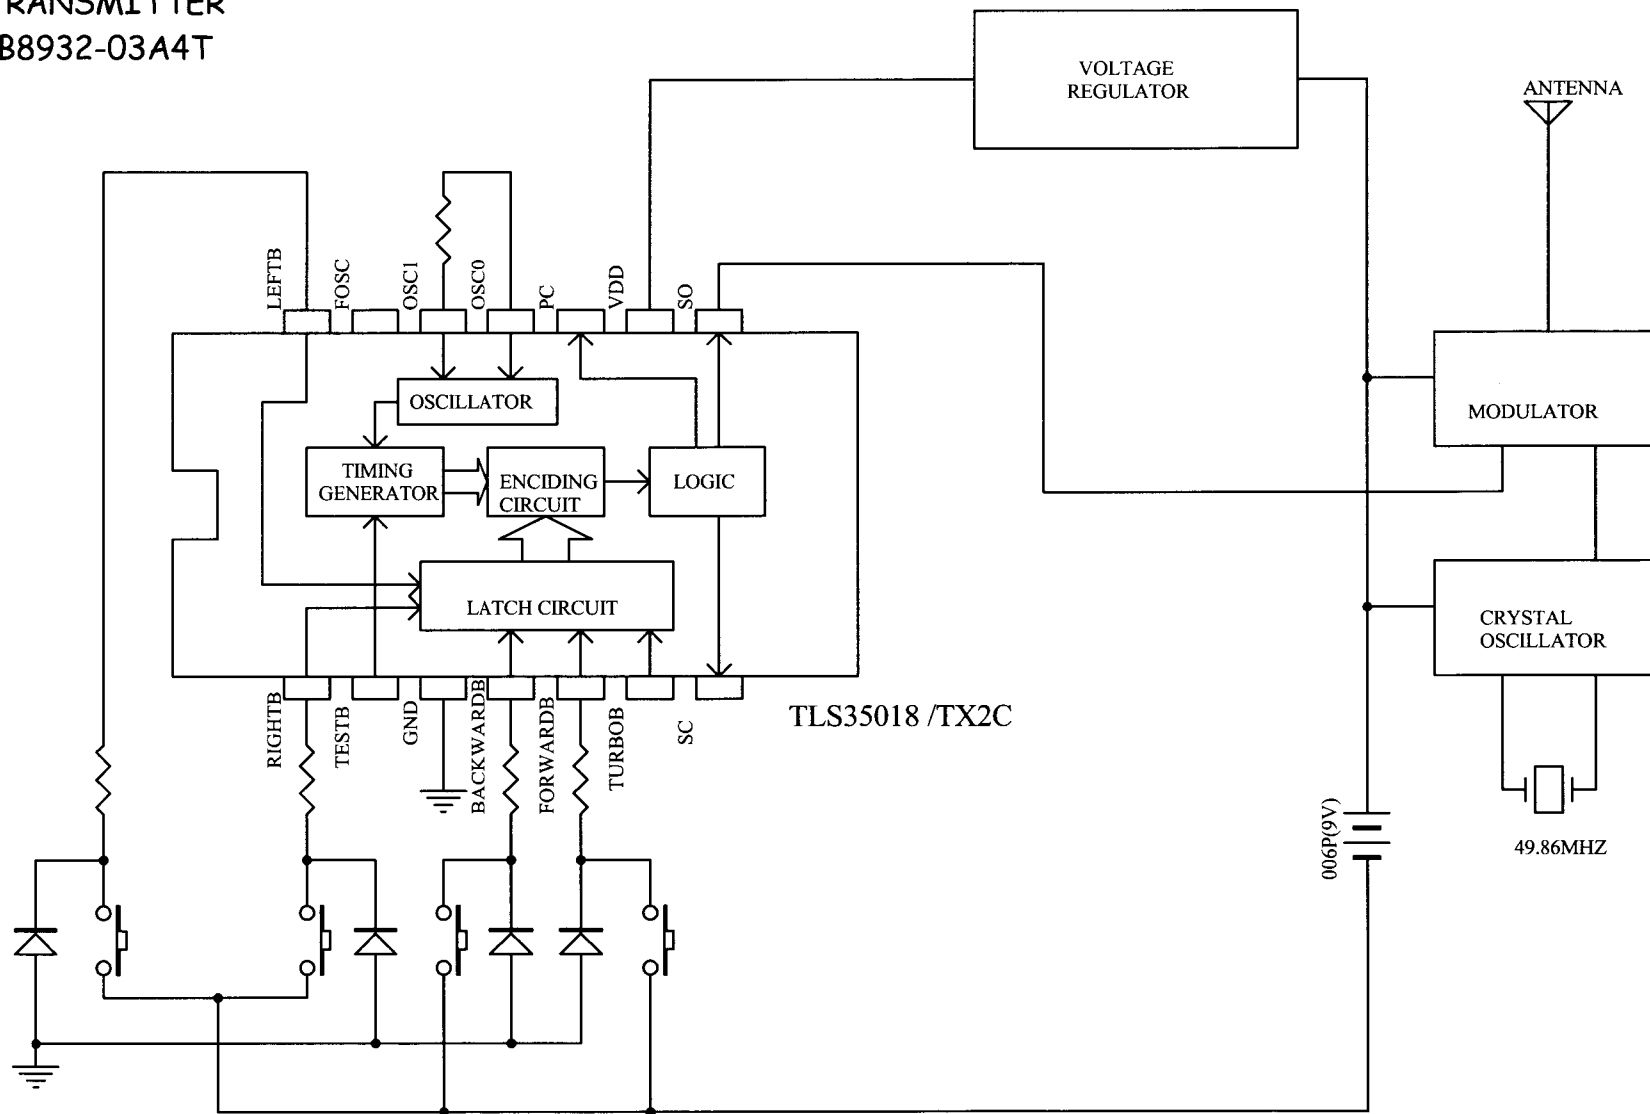 RANSMITTER
B8932-03A4T
VOLTAGE
REGULATOR
ANTENNA
LEFTB
FOSC
OSC1
OSC0
PC
VDD
SO
OSCILLATOR
MODULATOR
TIMING
GENERATOR
ENCIDING
CIRCUIT
LOGIC
LATCH CIRCUIT
CRYSTAL
OSCILLATOR
RIGHTB
TESTB
GND
BACKWARDB
FORWARDB
TURBOB
SC
TLS35018 /TX2C
006P(9V)
49.86MHZ